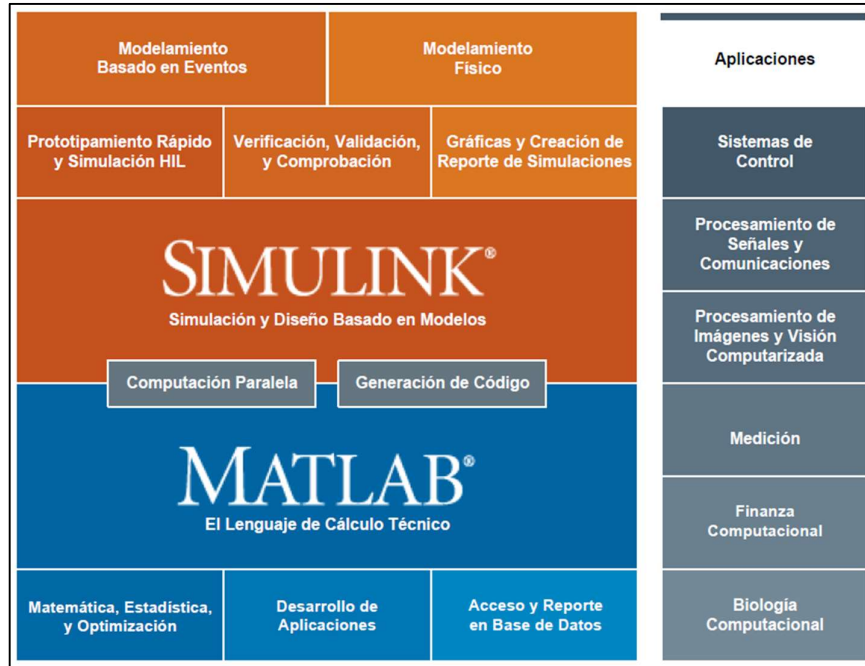 Modelamiento
Basado en Eventos
Modelamiento
Físico
Prototipamiento Rápido
y Simulación HIL
Verificación, Validación,
y Comprobación
Gráficas y Creación de
Reporte de Simulaciones
SIMULINK®
Simulación y Diseño Basado en Modelos
Computación Paralela
Generación de Código
MATLAB®
El Lenguaje de Cálculo Técnico
Matemática, Estadística,
y Optimización
Desarrollo de
Aplicaciones
Acceso y Reporte
en Base de Datos
Aplicaciones
Sistemas de
Control
Procesamiento de
Señales y
Comunicaciones
Procesamiento de
Imágenes y Visión
Computarizada
Medición
Finanza
Computacional
Biología
Computacional